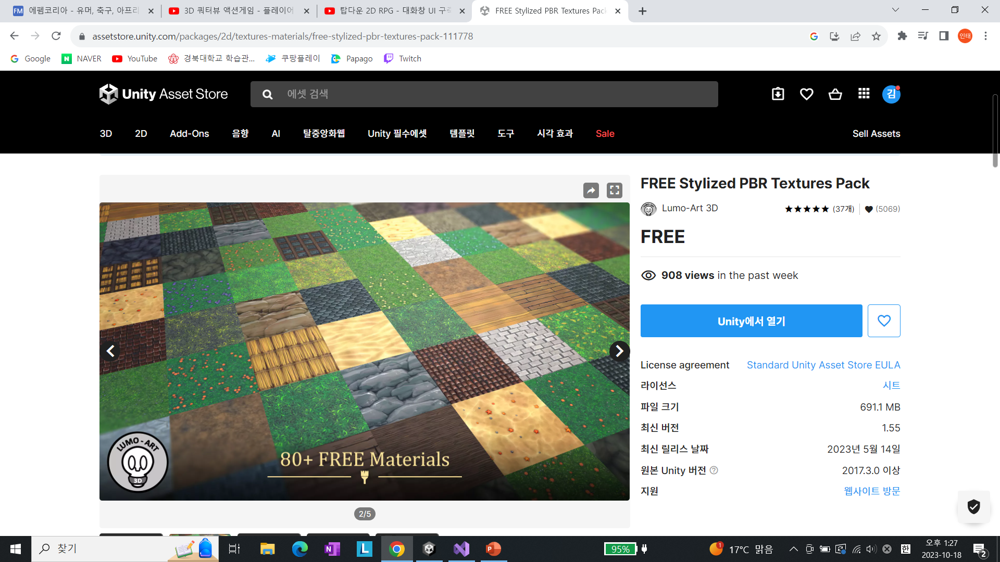 에펨코리아 - 유머, 축구, 아프리
3D 쿼터뷰 액션게임 - 플레이어
탑다운 2D RPG - 대화창 UI 구축
FREE Stylized PBR Textures Pack
assetstore.unity.com/packages/2d/textures-materials/free-stylized-pbr-textures-pack-111778
인태
Google
NAVER
YouTube
경북대학교 학습관...
쿠팡플레이
Papago
Twitch
Unity Asset Store
에셋 검색
김
3D
2D
Add-Ons
음향
AI
탈중앙화웹
Unity 필수에셋
템플릿
도구
시각 효과
Sale
Sell Assets
FREE Stylized PBR Textures Pack
Lumo-Art 3D
(37개)
(5069)
FREE
908 views in the past week
Unity에서 열기
License agreement
Standard Unity Asset Store EULA
라이선스
시트
파일 크기
691.1 MB
최신 버전
1.55
최신 릴리스 날짜
2023년 5월 14일
원본 Unity 버전
2017.3.0 이상
지원
웹사이트 방문
LUMO-ART
3D
80+ FREE Materials
2/5
찾기
95%
1
17°C 맑음
한
오후 1:27
2023-10-18
2